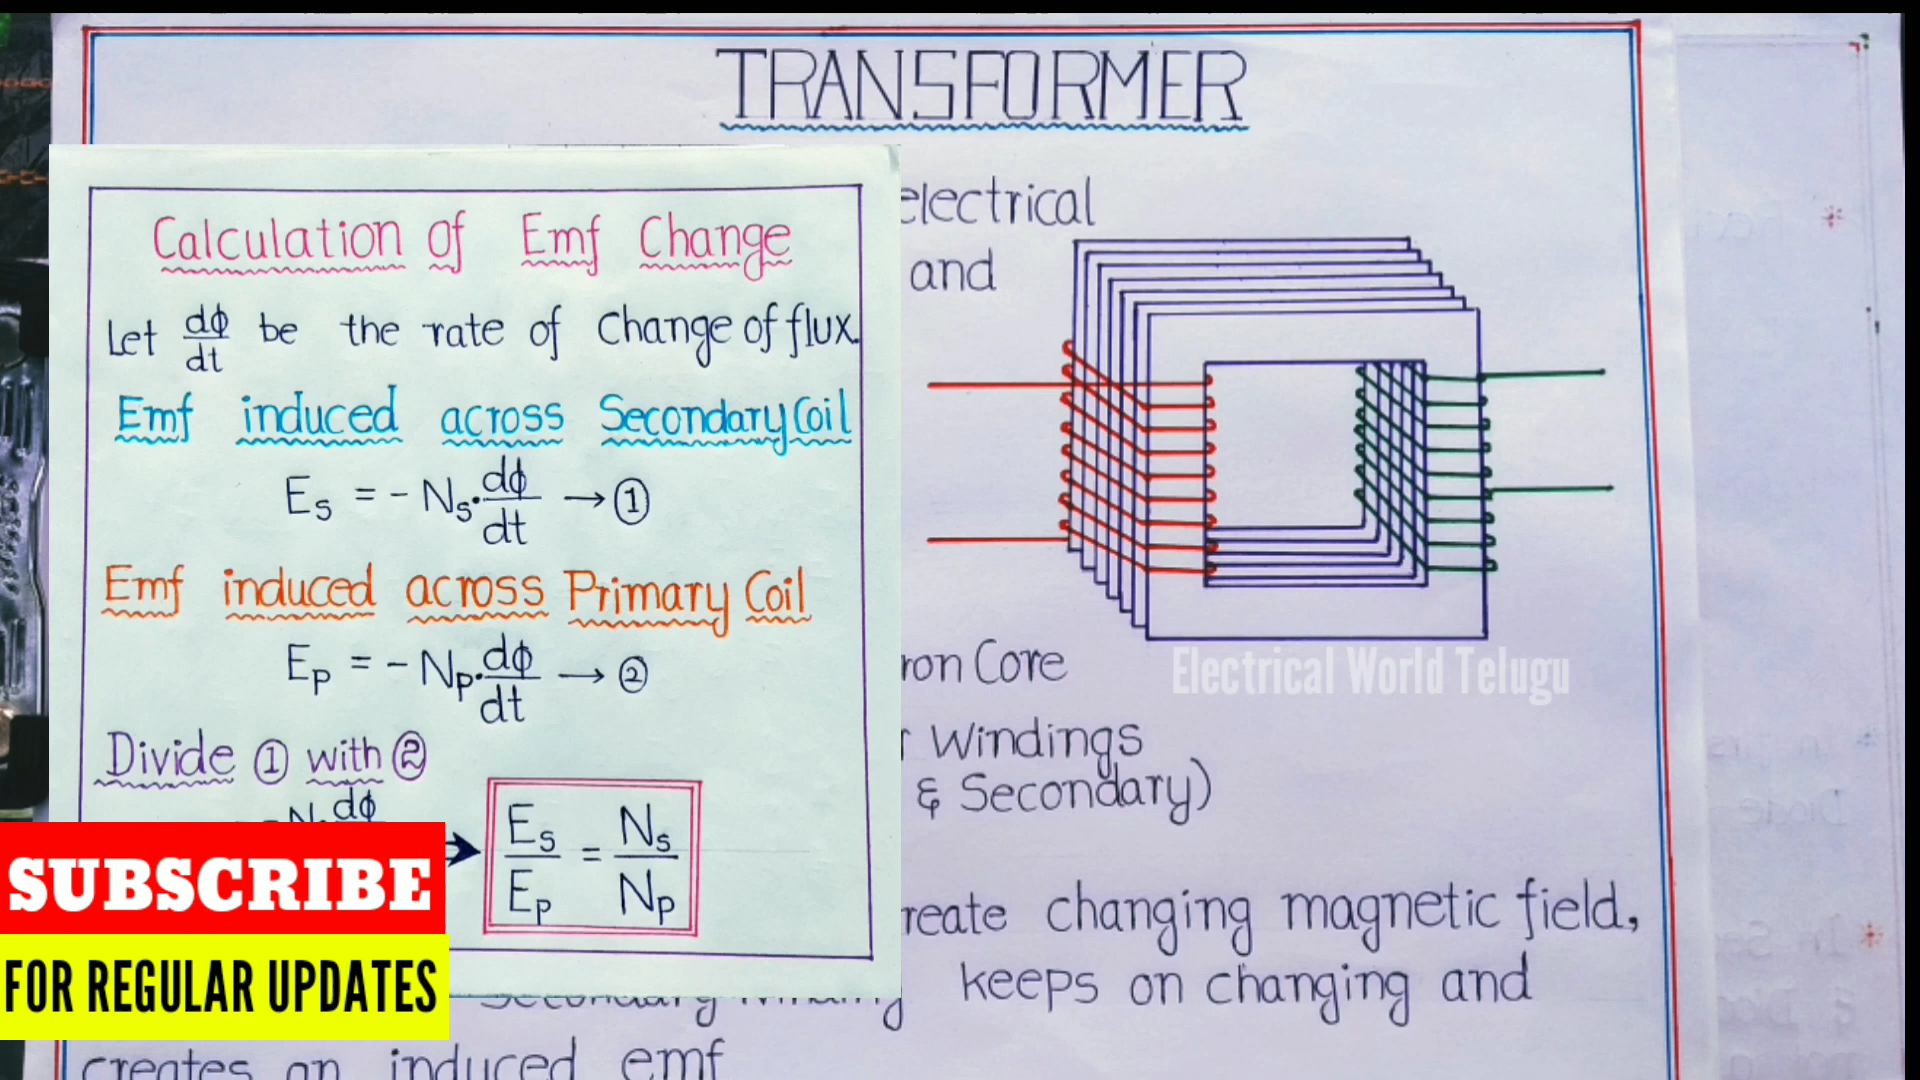 TRANSFORMER
Calculation of Emf Change
Let dϕ/dt be the rate of Change of flux.
Emf induced across Secondary Coil
Es = - Ns. dϕ/dt → ①
Emf induced across Primary Coil
Ep = - Np. dϕ/dt → ②
Divide ① with ②
dϕ
Es/Ep = Ns/Np
SUBSCRIBE
FOR REGULAR UPDATES
electrical
and
Electrical World Telugu
Core
Windings
& Secondary)
changing magnetic field,
keeps on changing and
creates an induced emf